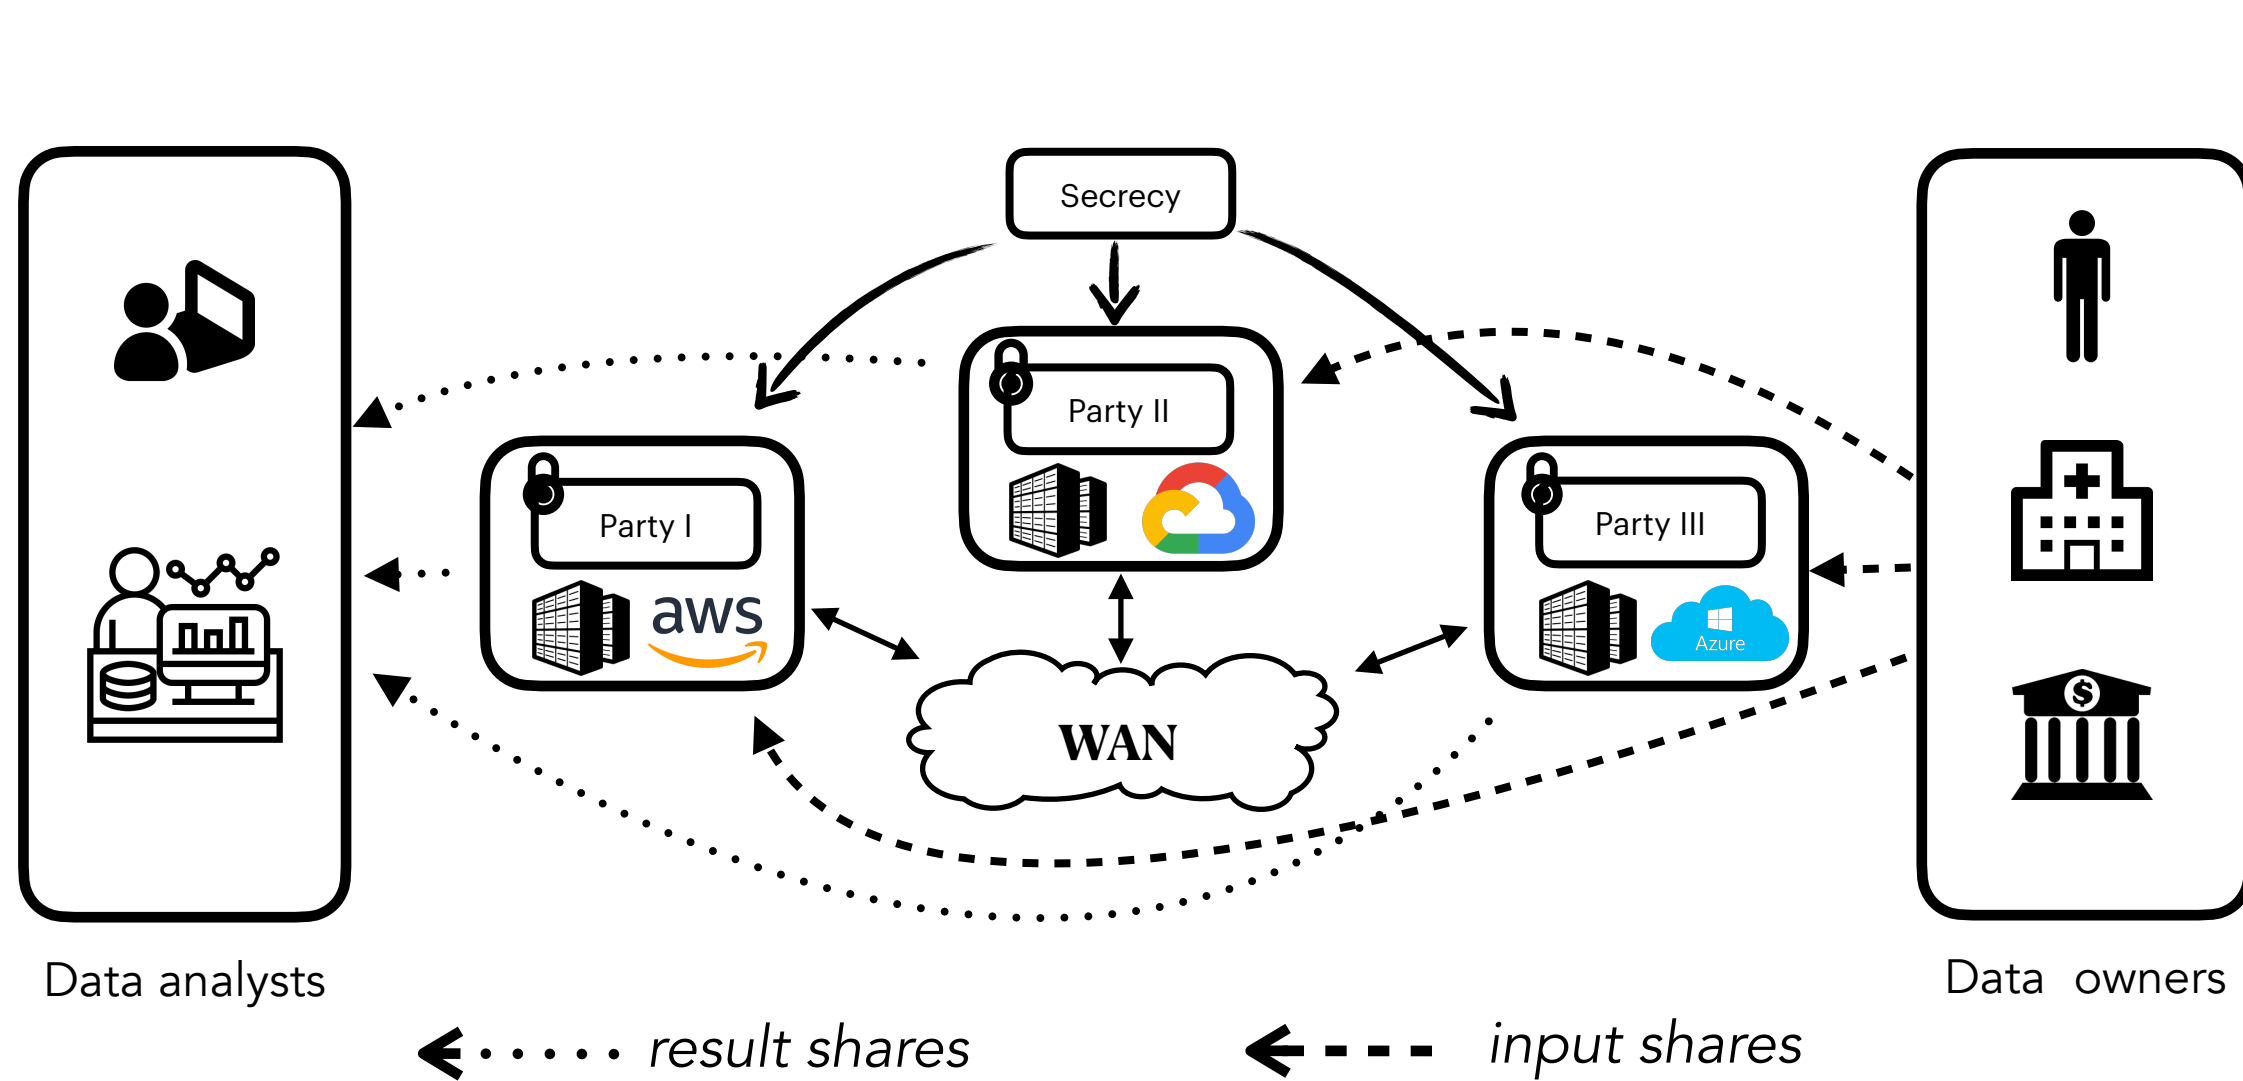 Secrecy
Party II
Party I
aws
Party III
Azure
WAN
$
Data analysts
Data owners
result shares
input shares